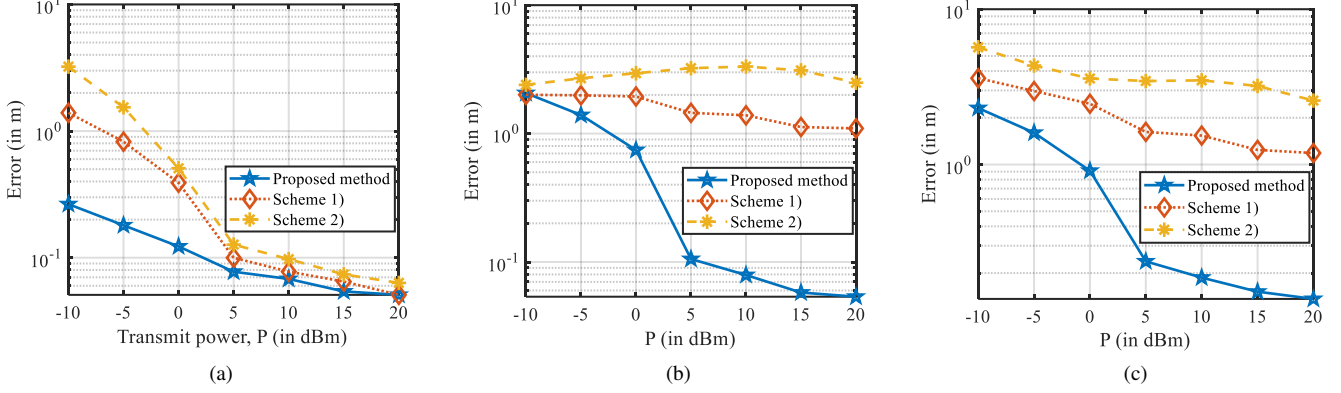 10^1
10^0
10^-1
Error (in m)
-10 -5 0 5 10 15 20
Transmit power, P (in dBm)
Proposed method
Scheme 1)
Scheme 2)
(a)
10^1
10^0
10^-1
Error (in m)
-10 -5 0 5 10 15 20
P (in dBm)
Proposed method
Scheme 1)
Scheme 2)
(b)
10^1
10^0
Error (in m)
-10 -5 0 5 10 15 20
P (in dBm)
Proposed method
Scheme 1)
Scheme 2)
(c)